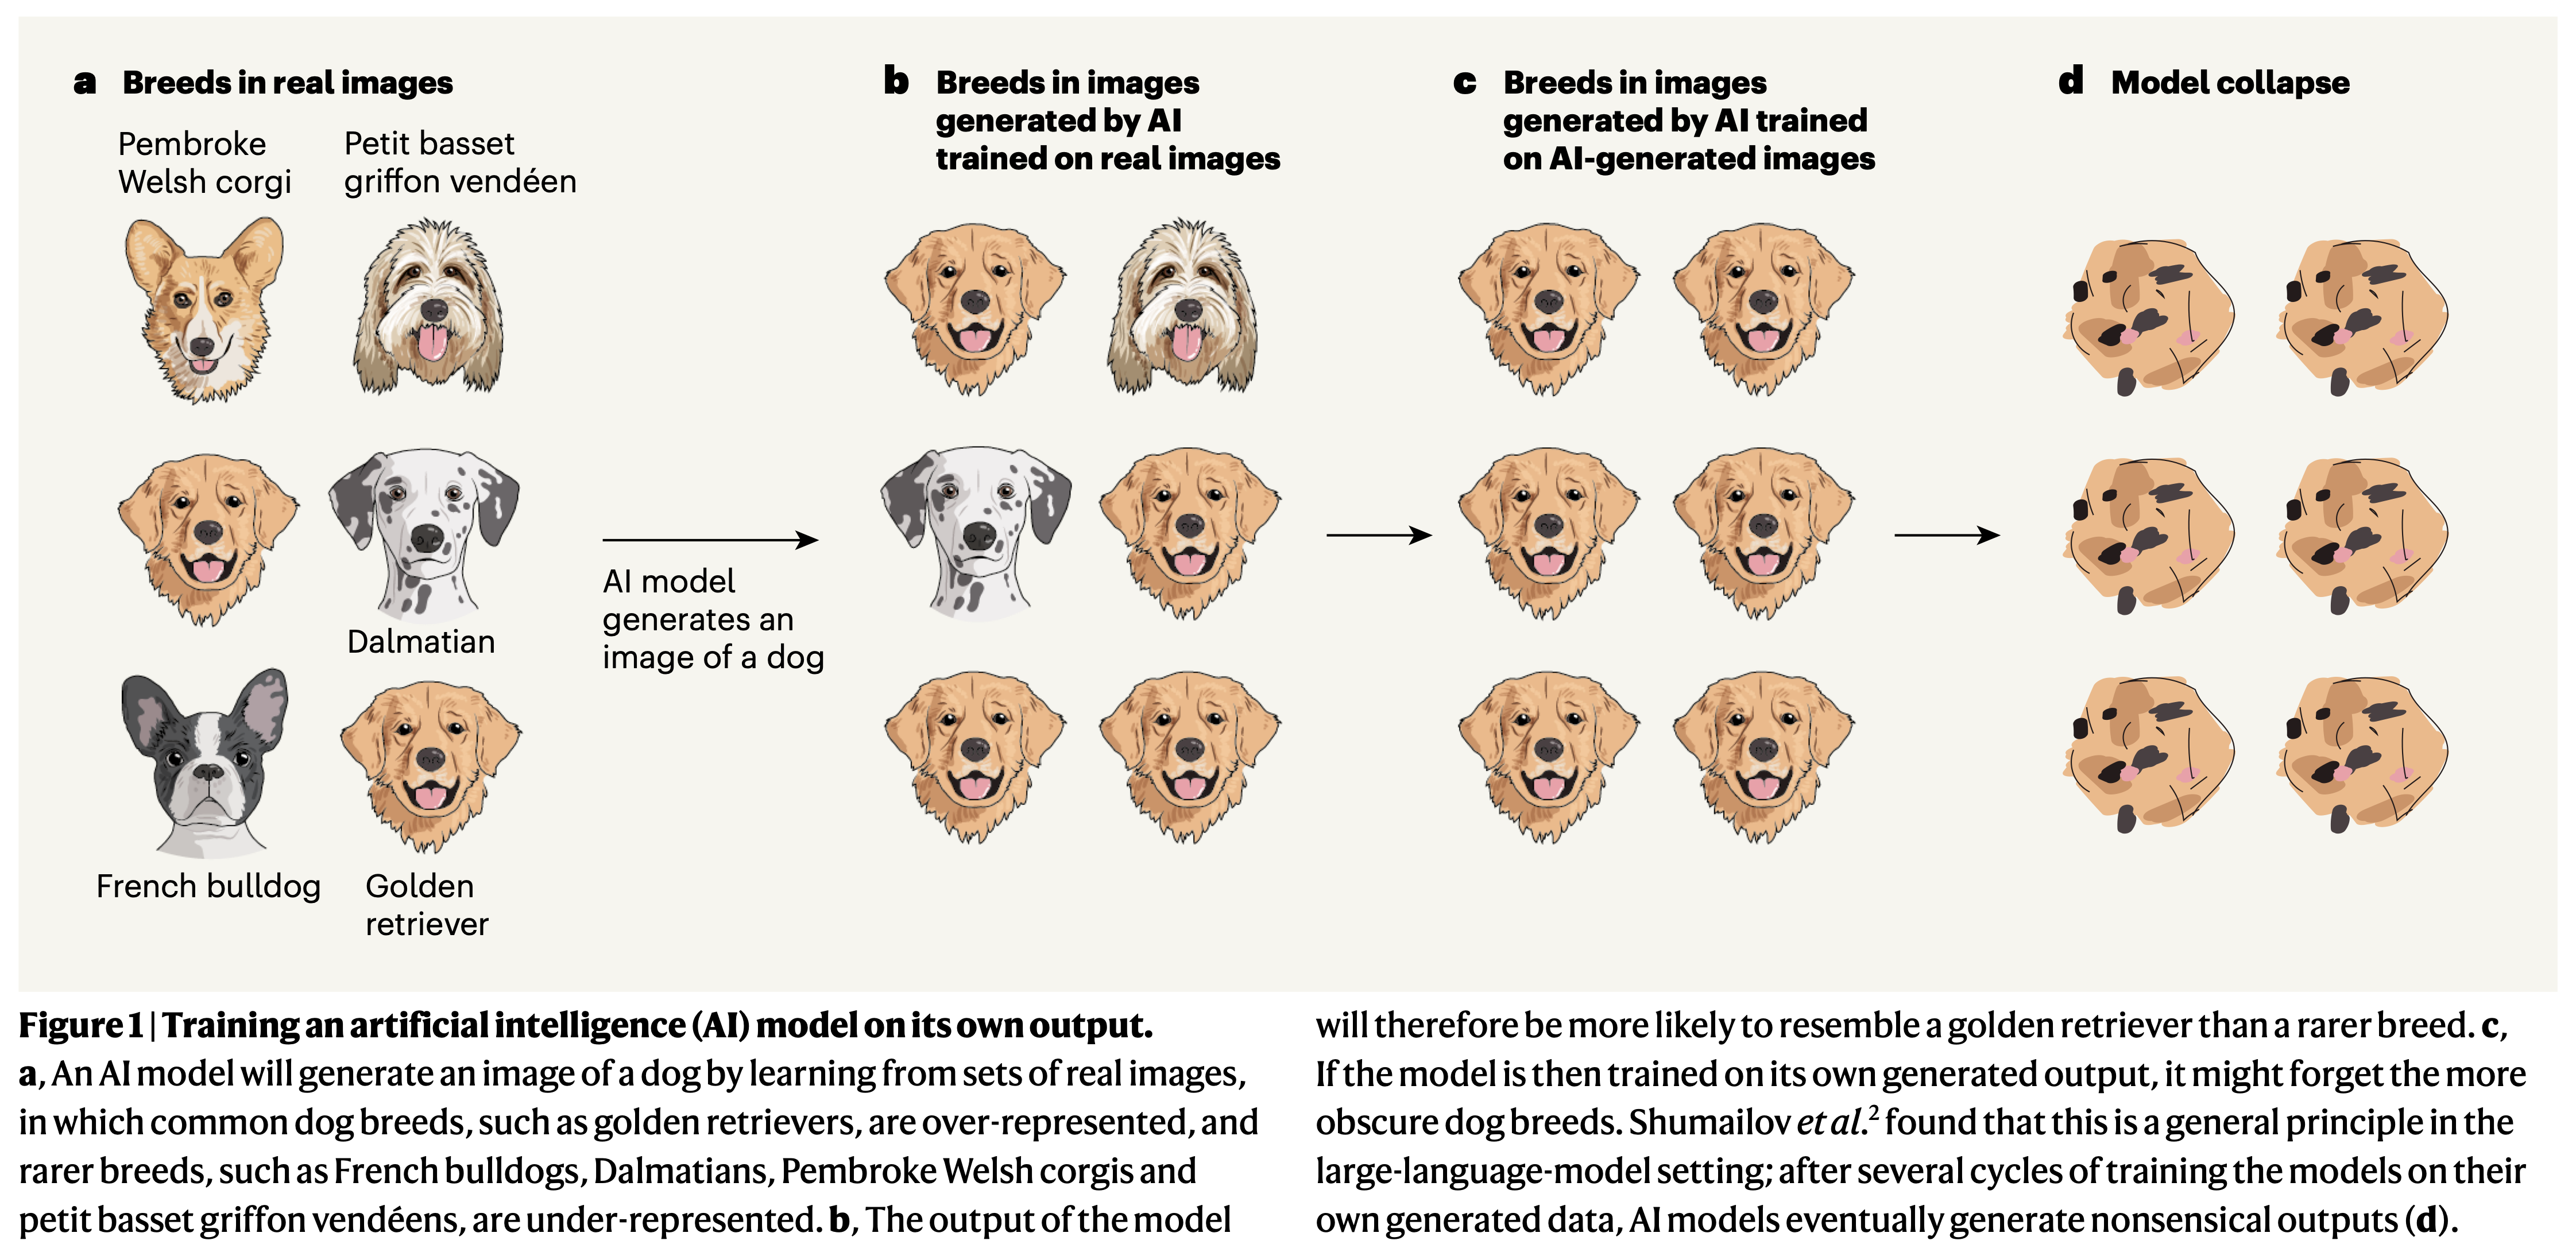 a Breeds in real images
Pembroke
Welsh corgi
Petit basset
griffon vendéen
Dalmatian
French bulldog
Golden
retriever
AI model
generates an
image of a dog
b Breeds in images
generated by AI
trained on real images
c Breeds in images
generated by AI trained
on AI-generated images
d Model collapse
Figure 1 | Training an artificial intelligence (AI) model on its own output.
a, An AI model will generate an image of a dog by learning from sets of real images,
in which common dog breeds, such as golden retrievers, are over-represented, and
rarer breeds, such as French bulldogs, Dalmatians, Pembroke Welsh corgis and
petit basset griffon vendéens, are under-represented. b, The output of the model
will therefore be more likely to resemble a golden retriever than a rarer breed. c,
If the model is then trained on its own generated output, it might forget the more
obscure dog breeds. Shumailov et al.² found that this is a general principle in the
large-language-model setting; after several cycles of training the models on their
own generated data, AI models eventually generate nonsensical outputs (d).